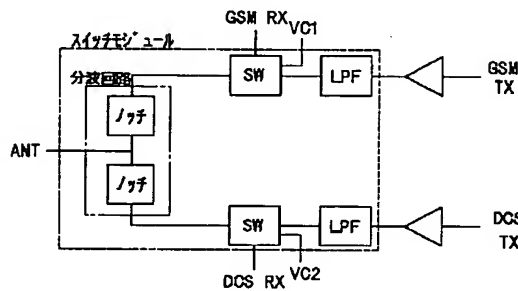 GSM RX
VC1
スイッチモジュール
分波回路
SW
LPF
GSM
TX
ノッチ
ANT
ノッチ
SW
LPF
DCS
TX
DCS RX
VC2